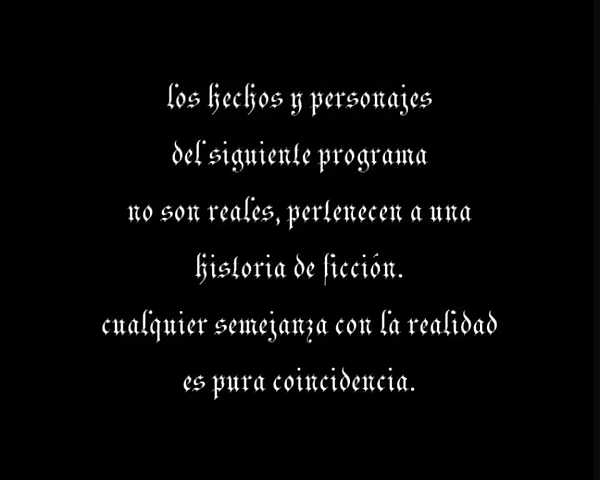 los hechos y personajes
del siguiente programa
no son reales, pertenecen a una
historia de ficción.
cualquier semejanza con la realidad
es pura coincidencia.